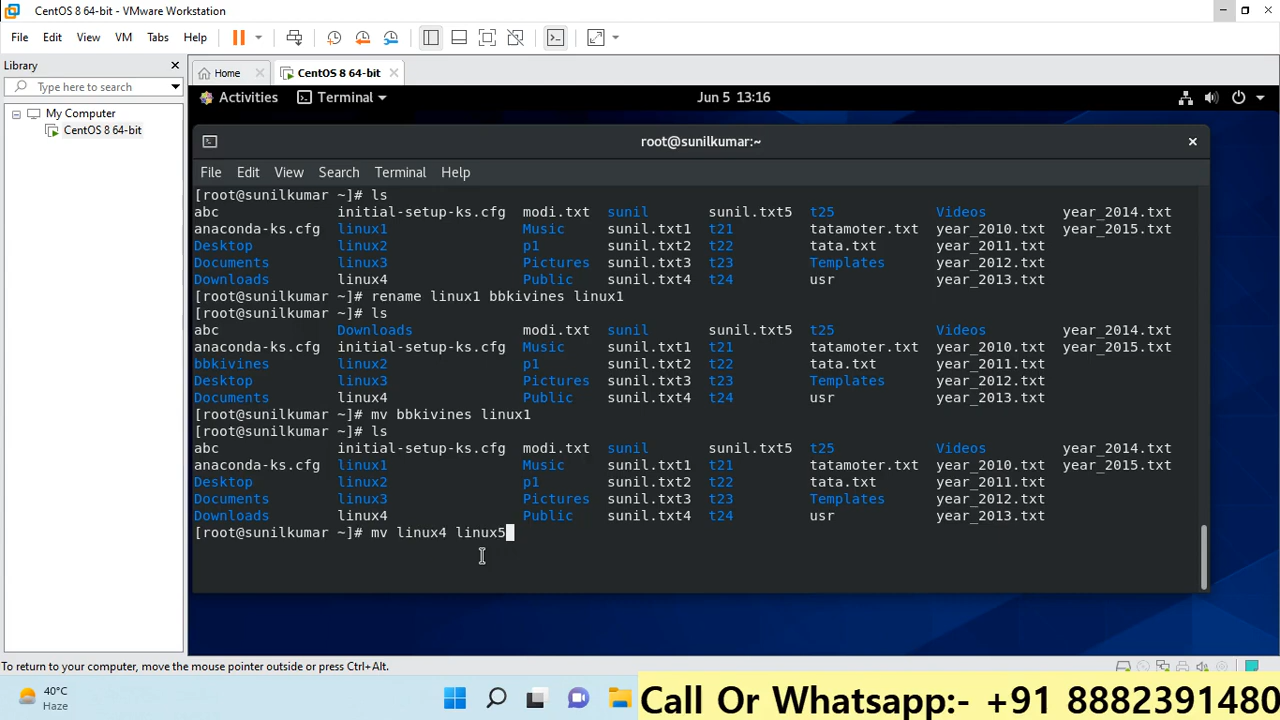 CentOS 8 64-bit - VMware Workstation
File Edit View VM Tabs Help
Library
Type here to search
My Computer
CentOS 8 64-bit
Home CentOS 8 64-bit
Activities Terminal Jun 5 13:16
root@sunilkumar:~
File Edit View Search Terminal Help
[root@sunilkumar ~]# ls
abc initial-setup-ks.cfg modi.txt sunil sunil.txt5 t25 Videos year_2014.txt
anaconda-ks.cfg linux1 Music sunil.txt1 t21 tatamoter.txt year_2010.txt year_2015.txt
Desktop linux2 p1 sunil.txt2 t22 tata.txt year_2011.txt
Documents linux3 Pictures sunil.txt3 t23 Templates year_2012.txt
Downloads linux4 Public sunil.txt4 t24 usr year_2013.txt
[root@sunilkumar ~]# rename linux1 bbkivines linux1
[root@sunilkumar ~]# ls
abc Downloads modi.txt sunil sunil.txt5 t25 Videos year_2014.txt
anaconda-ks.cfg initial-setup-ks.cfg Music sunil.txt1 t21 tatamoter.txt year_2010.txt year_2015.txt
bbkivines linux2 p1 sunil.txt2 t22 tata.txt year_2011.txt
Desktop linux3 Pictures sunil.txt3 t23 Templates year_2012.txt
Documents linux4 Public sunil.txt4 t24 usr year_2013.txt
[root@sunilkumar ~]# mv bbkivines linux1
[root@sunilkumar ~]# ls
abc initial-setup-ks.cfg modi.txt sunil sunil.txt5 t25 Videos year_2014.txt
anaconda-ks.cfg linux1 Music sunil.txt1 t21 tatamoter.txt year_2010.txt year_2015.txt
Desktop linux2 p1 sunil.txt2 t22 tata.txt year_2011.txt
Documents linux3 Pictures sunil.txt3 t23 Templates year_2012.txt
Downloads linux4 Public sunil.txt4 t24 usr year_2013.txt
[root@sunilkumar ~]# mv linux4 linux5
To return to your computer, move the mouse pointer outside or press Ctrl+Alt.
40°C
Haze
Call Or Whatsapp:- +91 8882391480